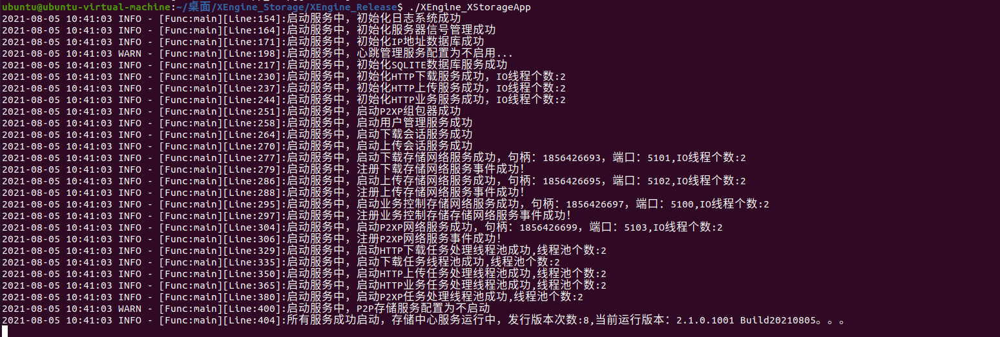 ubuntu@ubuntu-virtual-machine:~/桌面/XEngine_Storage/XEngine_Release$ ./XEngine_XStorageApp
2021-08-05 10:41:03 INFO - [Func:main][Line:154]:启动服务中，初始化日志系统成功
2021-08-05 10:41:03 INFO - [Func:main][Line:164]:启动服务中，初始化服务器信号管理成功
2021-08-05 10:41:03 INFO - [Func:main][Line:171]:启动服务中，初始化IP地址数据库成功
2021-08-05 10:41:03 WARN - [Func:main][Line:198]:启动服务中，心跳管理服务配置为不启用...
2021-08-05 10:41:03 INFO - [Func:main][Line:217]:启动服务中，初始化SQLITE数据库服务成功
2021-08-05 10:41:03 INFO - [Func:main][Line:230]:启动服务中，初始化HTTP下载服务成功，IO线程个数:2
2021-08-05 10:41:03 INFO - [Func:main][Line:237]:启动服务中，初始化HTTP上传服务成功，IO线程个数:2
2021-08-05 10:41:03 INFO - [Func:main][Line:244]:启动服务中，初始化HTTP业务服务成功，IO线程个数:2
2021-08-05 10:41:03 INFO - [Func:main][Line:251]:启动服务中，启动P2XP组包器成功
2021-08-05 10:41:03 INFO - [Func:main][Line:258]:启动服务中，启动用户管理服务成功
2021-08-05 10:41:03 INFO - [Func:main][Line:264]:启动服务中，启动下载会话服务成功
2021-08-05 10:41:03 INFO - [Func:main][Line:270]:启动服务中，启动上传会话服务成功
2021-08-05 10:41:03 INFO - [Func:main][Line:277]:启动服务中，启动下载存储网络服务成功，句柄：1856426693，端口：5101,IO线程个数:2
2021-08-05 10:41:03 INFO - [Func:main][Line:279]:启动服务中，注册下载存储网络服务事件成功！
2021-08-05 10:41:03 INFO - [Func:main][Line:286]:启动服务中，启动上传存储网络服务成功，句柄：1856426695，端口：5102,IO线程个数:2
2021-08-05 10:41:03 INFO - [Func:main][Line:288]:启动服务中，注册上传存储网络服务事件成功！
2021-08-05 10:41:03 INFO - [Func:main][Line:295]:启动服务中，启动业务控制存储网络服务成功，句柄：1856426697，端口：5100,IO线程个数:2
2021-08-05 10:41:03 INFO - [Func:main][Line:297]:启动服务中，注册业务控制存储存储网络服务事件成功！
2021-08-05 10:41:03 INFO - [Func:main][Line:304]:启动服务中，启动P2XP网络服务成功，句柄：1856426699，端口：5103,IO线程个数:2
2021-08-05 10:41:03 INFO - [Func:main][Line:306]:启动服务中，注册P2XP网络服务事件成功！
2021-08-05 10:41:03 INFO - [Func:main][Line:329]:启动服务中，启动HTTP下载任务处理线程池成功,线程池个数:2
2021-08-05 10:41:03 INFO - [Func:main][Line:335]:启动服务中，启动下载任务线程池成功,线程池个数:2
2021-08-05 10:41:03 INFO - [Func:main][Line:350]:启动服务中，启动HTTP上传任务处理线程池成功,线程池个数:2
2021-08-05 10:41:03 INFO - [Func:main][Line:365]:启动服务中，启动HTTP业务任务处理线程池成功,线程池个数:2
2021-08-05 10:41:03 INFO - [Func:main][Line:380]:启动服务中，启动P2XP任务处理线程池成功,线程池个数:2
2021-08-05 10:41:03 WARN - [Func:main][Line:400]:启动服务中，P2P存储服务配置为不启动
2021-08-05 10:41:03 INFO - [Func:main][Line:404]:所有服务成功启动，存储中心服务运行中，发行版本次数:8,当前运行版本：2.1.0.1001 Build20210805。。。